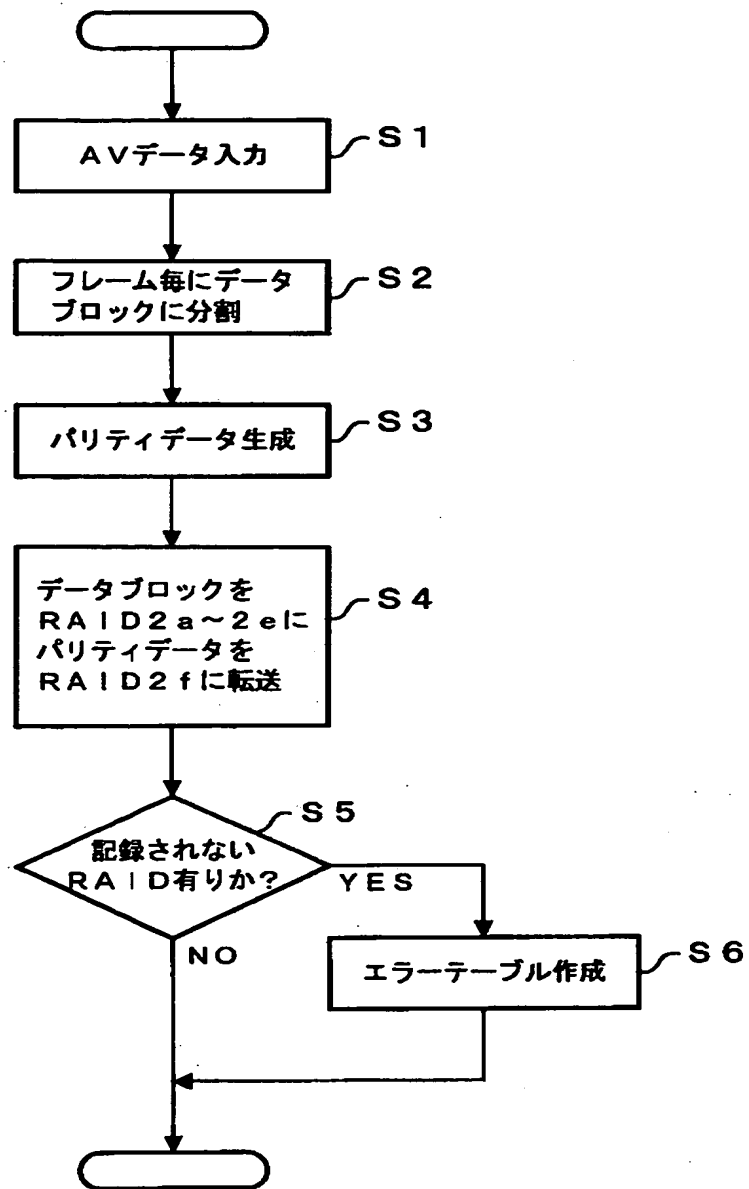 AVデータ入力
S1
フレーム毎にデータ
ブロックに分割
S2
パリティデータ生成
S3
データブロックを
RAID2a~2eに
パリティデータを
RAID2fに転送
S4
S5
記録されない
RAID有りか?
YES
NO
エラーテーブル作成
S6